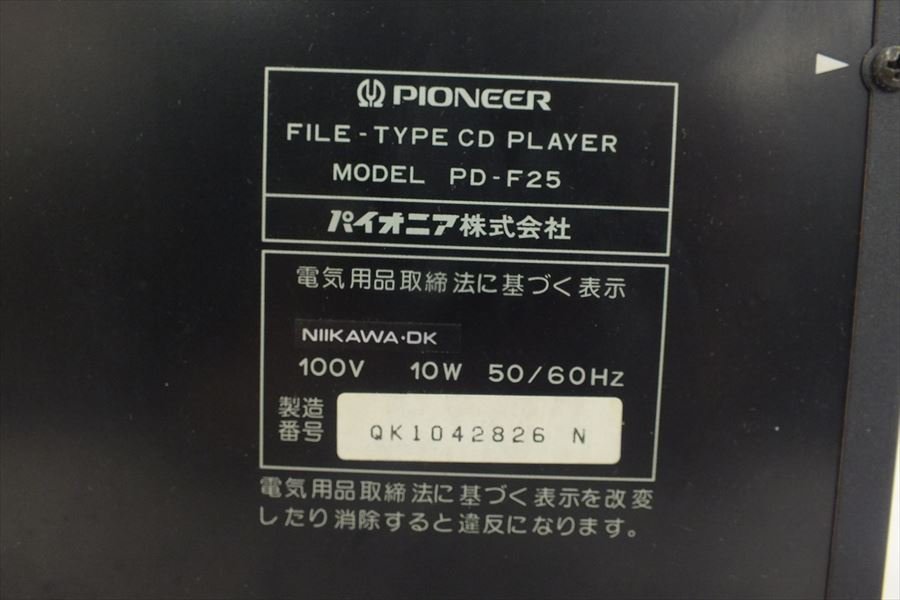 PIONEER
FILE-TYPE CD PLAYER
MODEL PD-F25
パイオニア株式会社
電気用品取締法に基づく表示
NIIKAWA・DK
100V 10W 50/60Hz
製造
番号
QK1042826 N
電気用品取締法に基づく表示を改変
したり消除すると違反になります。